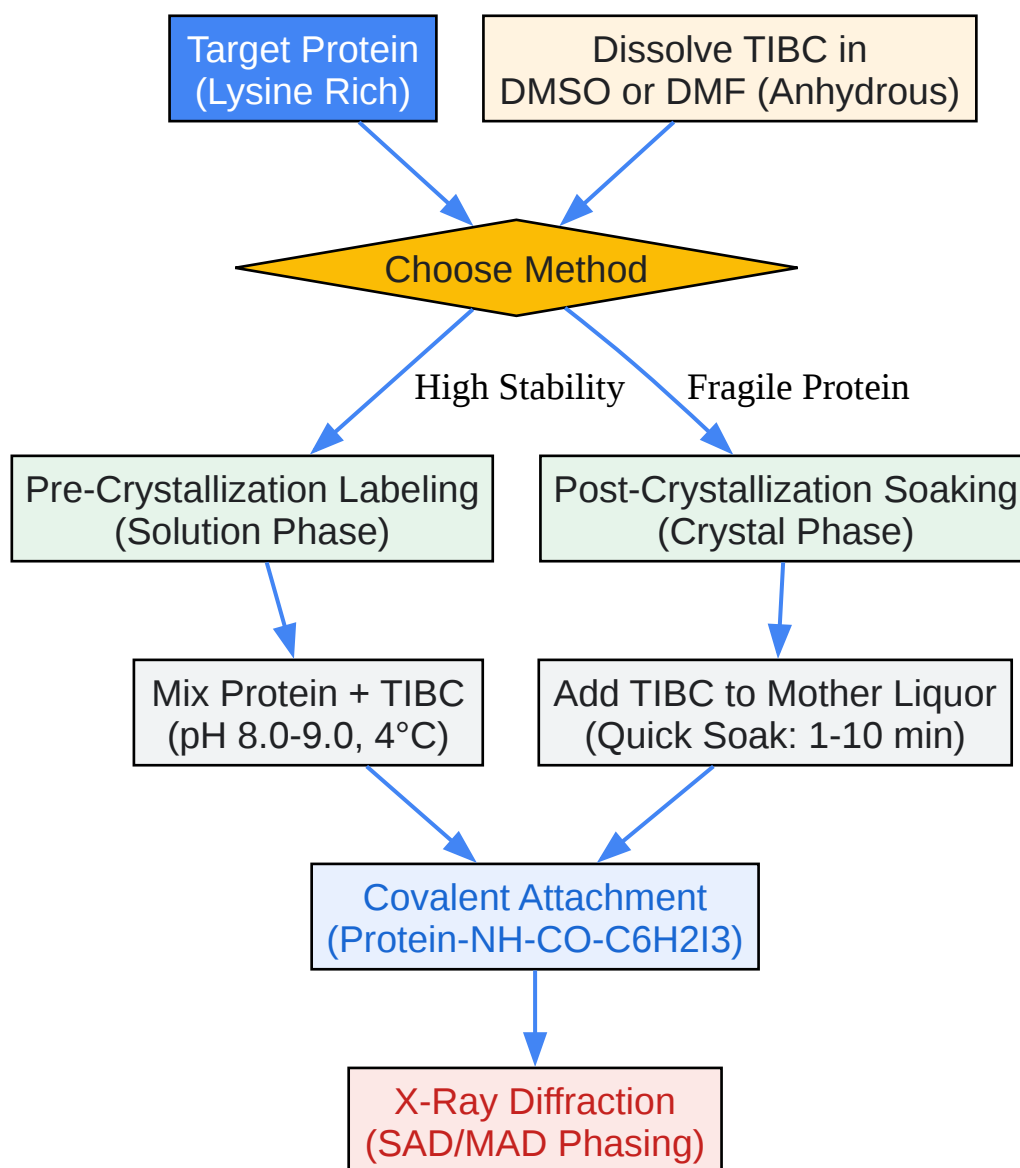 Target Protein
(Lysine Rich)
Dissolve TIBC in
DMSO or DMF (Anhydrous)
Choose Method
High Stability
Fragile Protein
Pre-Crystallization Labeling
(Solution Phase)
Post-Crystallization Soaking
(Crystal Phase)
Mix Protein + TIBC
(pH 8.0-9.0, 4°C)
Add TIBC to Mother Liquor
(Quick Soak: 1-10 min)
Covalent Attachment
(Protein-NH-CO-C6H2I3)
X-Ray Diffraction
(SAD/MAD Phasing)